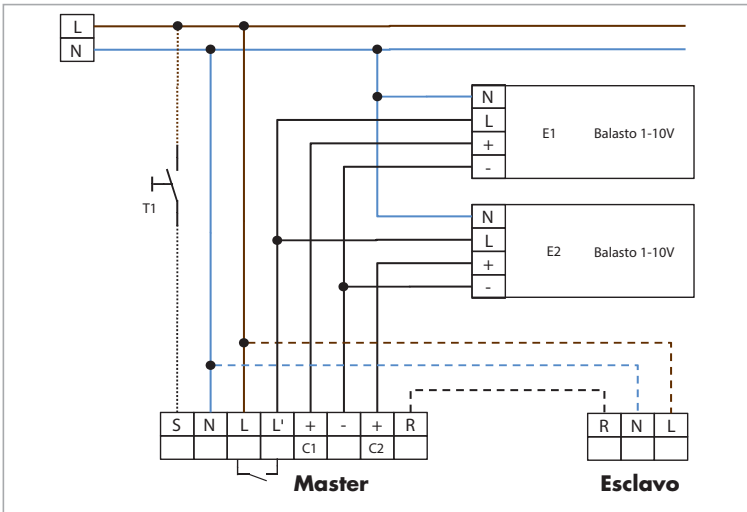 L
N
N
L
+
-
E1 Balasto 1-10V
T1
N
L
+
-
E2 Balasto 1-10V
S N L L' + - + R
C1 C2
R N L
Master
Esclavo